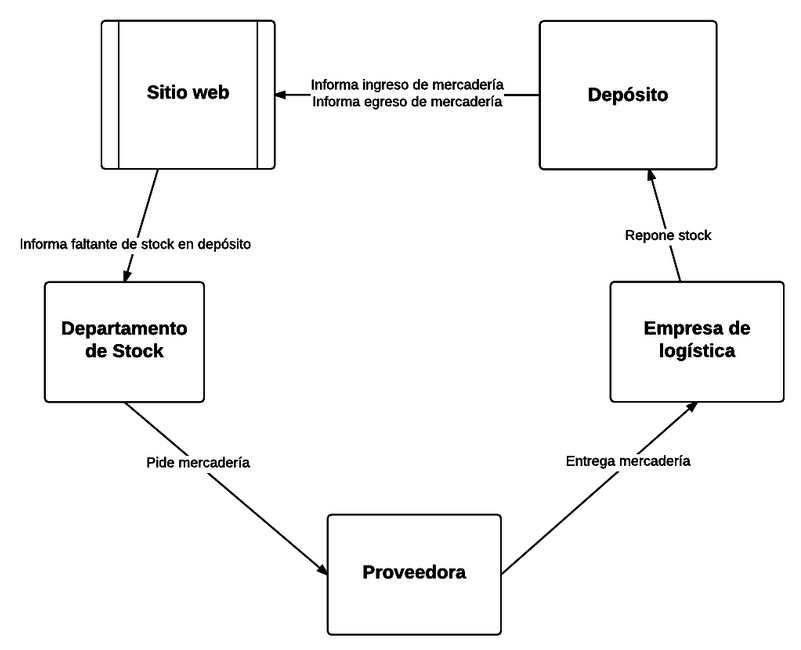 Sitio web
Informa ingreso de mercadería
Informa egreso de mercadería
Depósito
Informa faltante de stock en depósito
Repone stock
Departamento
de Stock
Empresa de
logística
Pide mercadería
Entrega mercadería
Proveedora